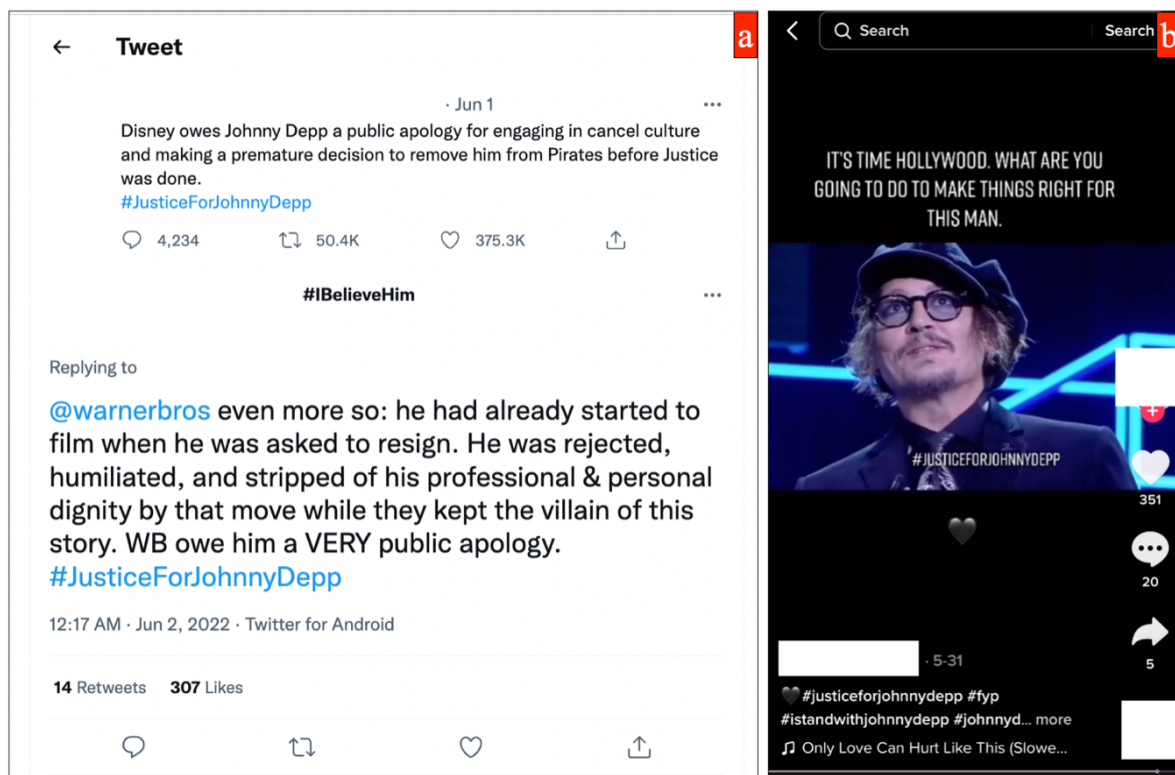 Tweet
a
· Jun 1
Disney owes Johnny Depp a public apology for engaging in cancel culture
and making a premature decision to remove him from Pirates before Justice
was done.
#JusticeForJohnnyDepp
4,234 50.4K 375.3K
#IBelieveHim
Replying to
@warnerbros even more so: he had already started to
film when he was asked to resign. He was rejected,
humiliated, and stripped of his professional & personal
dignity by that move while they kept the villain of this
story. WB owe him a VERY public apology.
#JusticeForJohnnyDepp
12:17 AM · Jun 2, 2022 · Twitter for Android
14 Retweets 307 Likes
Search Search
b
IT'S TIME HOLLYWOOD. WHAT ARE YOU
GOING TO DO TO MAKE THINGS RIGHT FOR
THIS MAN.
#JUSTICEFORJOHNNYDEPP
351
20
5
· 5-31
🖤#justiceforjohnnydepp #fyp
#istandwithjohnnydepp #johnnyd... more
Only Love Can Hurt Like This (Slowe...